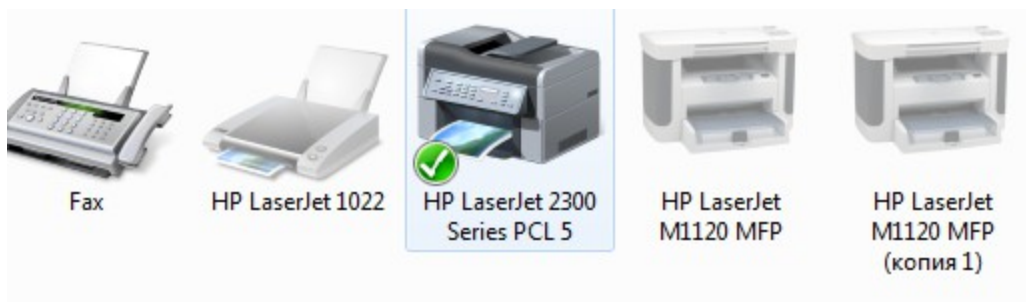 Fax
HP LaserJet 1022
HP LaserJet 2300
Series PCL 5
HP LaserJet
M1120 MFP
HP LaserJet
M1120 MFP
(копия 1)